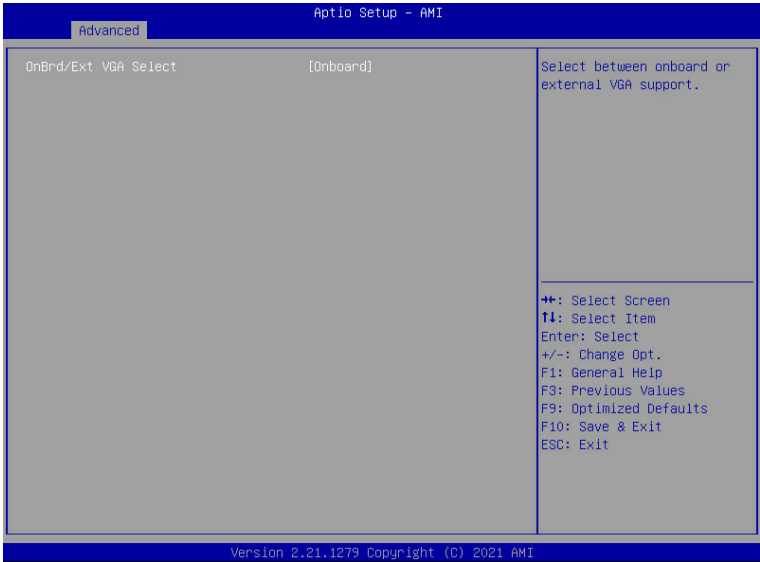 Aptio Setup – AMI
Advanced
OnBrd/Ext VGA Select [Onboard]
Select between onboard or
external VGA support.
→←: Select Screen
↑↓: Select Item
Enter: Select
+/-: Change Opt.
F1: General Help
F3: Previous Values
F9: Optimized Defaults
F10: Save & Exit
ESC: Exit
Version 2.21.1279 Copyright (C) 2021 AMI